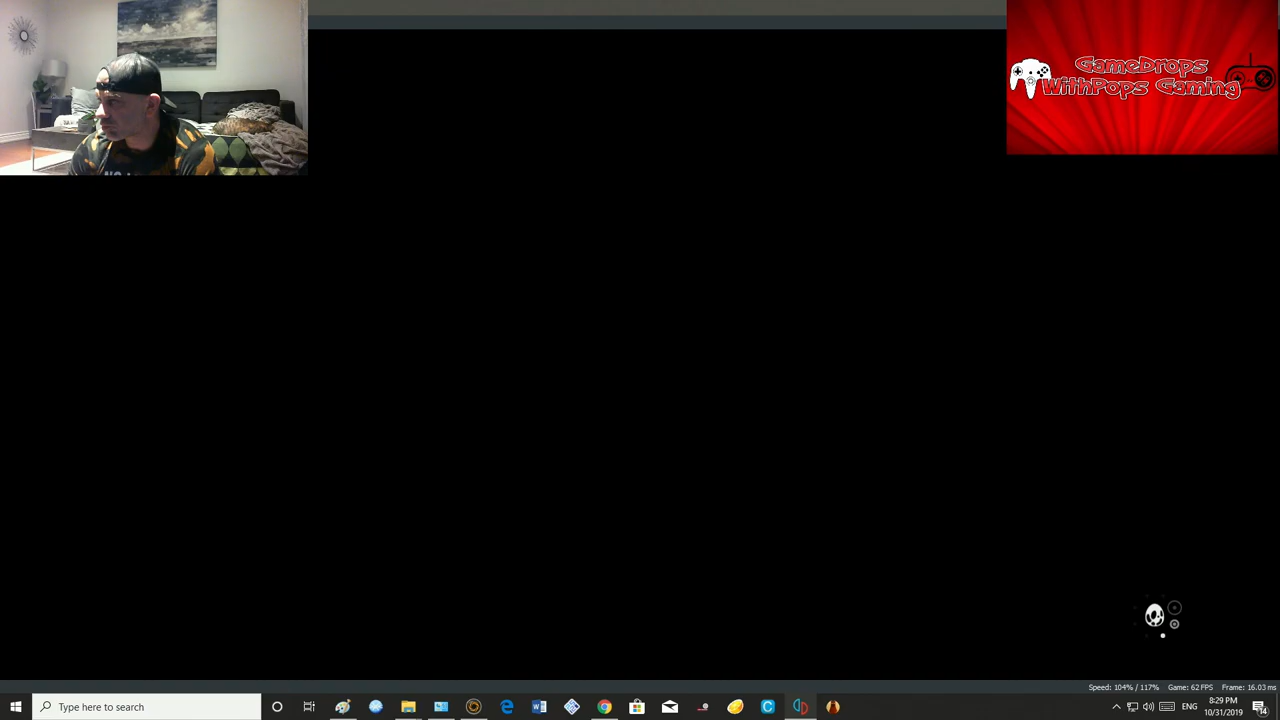 GameDrops
WithPops Gaming
Speed: 104% / 117% Game: 62 FPS Frame: 16.03 ms
Type here to search
ENG
8:29 PM
10/31/2019
14